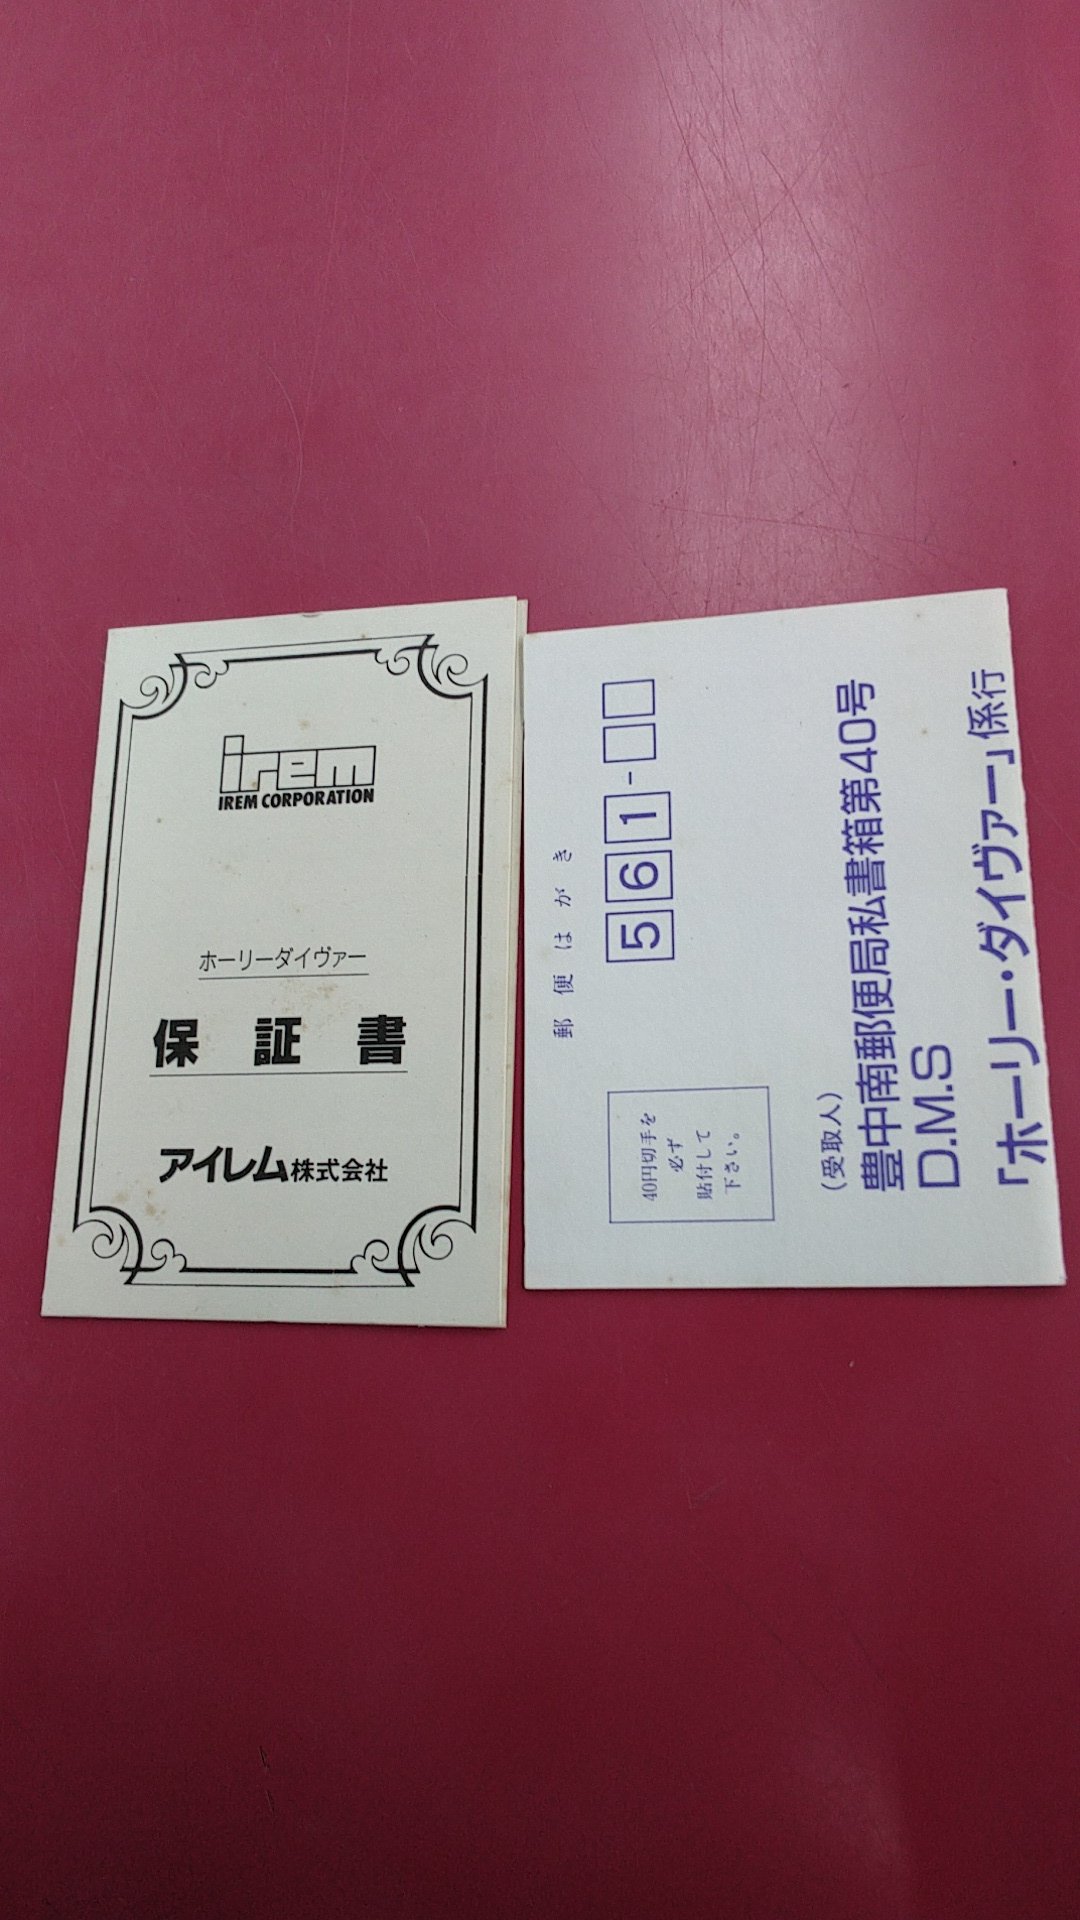 irem
IREM CORPORATION
ホーリーダイヴァー
保証書
アイレム株式会社
郵便はがき
561-
40円切手を
必ず
貼付して
下さい。
(受取人)
豊中南郵便局私書箱第40号
D.M.S
「ホーリー・ダイヴァー」係行